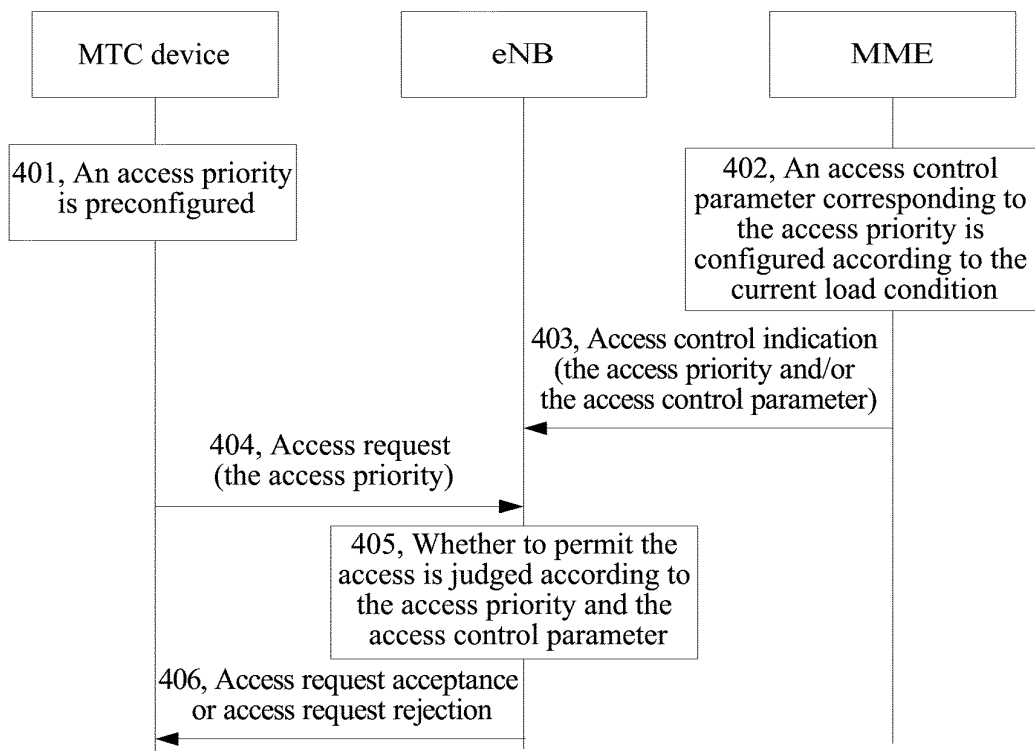 MTC device
eNB
MME
401, An access priority
is preconfigured
402, An access control
parameter corresponding to
the access priority is
configured according to the
current load condition
403, Access control indication
(the access priority and/or
the access control parameter)
404, Access request
(the access priority)
405, Whether to permit the
access is judged according to
the access priority and the
access control parameter
406, Access request acceptance
or access request rejection